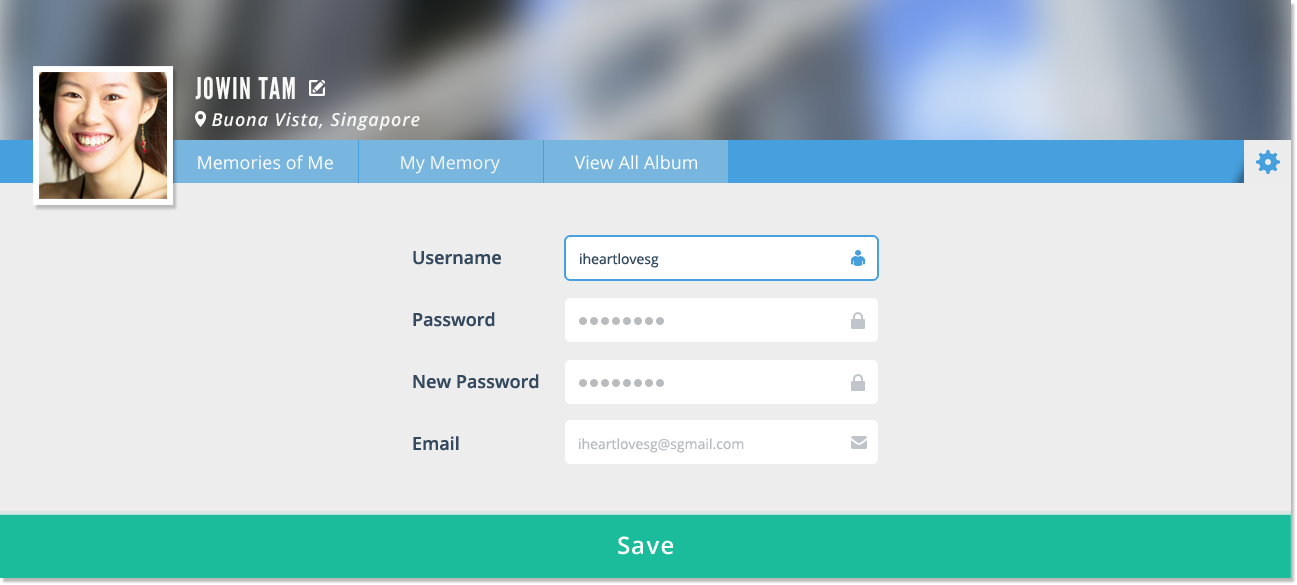 JOWIN TAM
Buona Vista, Singapore
Memories of Me
My Memory
View All Album
Username
iheartlovesg
Password
●●●●●●●●
New Password
●●●●●●●●
Email
iheartlovesg@sgmail.com
Save